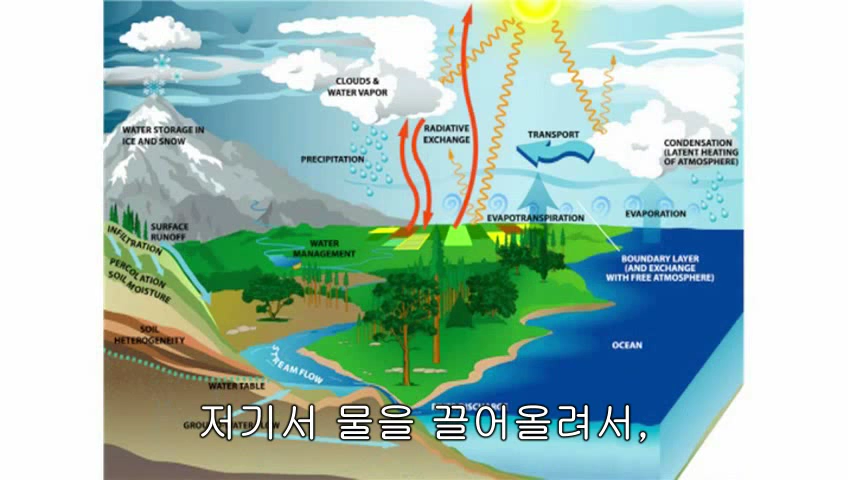 CLOUDS &
WATER VAPOR
WATER STORAGE IN
ICE AND SNOW
RADIATIVE
EXCHANGE
TRANSPORT
CONDENSATION
(LATENT HEATING
OF ATMOSPHERE)
PRECIPITATION
SURFACE
RUNOFF
EVAPOTRANSPIRATION
EVAPORATION
INFILTRATION
WATER
MANAGEMENT
BOUNDARY LAYER
(AND EXCHANGE
WITH FREE ATMOSPHERE)
PERCOLATION
SOIL MOISTURE
SOIL
HETEROGENEITY
OCEAN
STREAM FLOW
WATER TABLE
저기서 물을 끌어올려서,